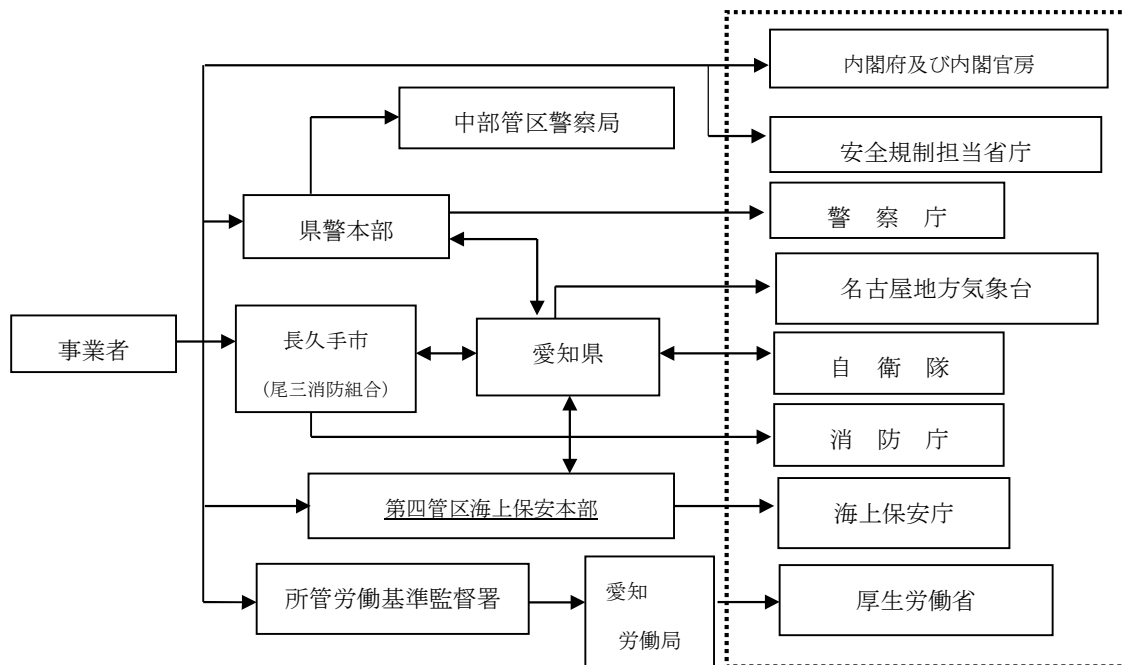 内閣府及び内閣官房
中部管区警察局
安全規制担当省庁
県警本部
警　察　庁
名古屋地方気象台
事業者
長久手市
（尾三消防組合）
愛知県
自　衛　隊
消　防　庁
第四管区海上保安本部
海上保安庁
所管労働基準監督署
愛知
労働局
厚生労働省